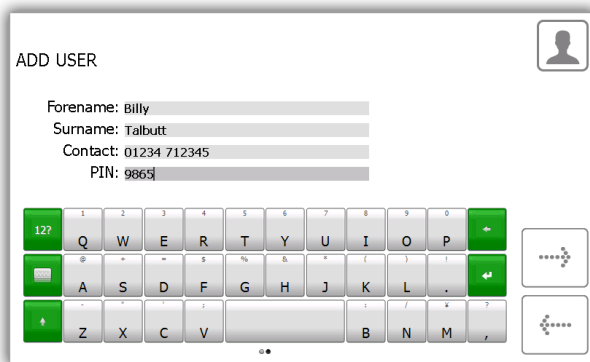 ADD USER
Forename: Billy
Surname: Talbutt
Contact: 01234 712345
PIN: 9865
1 2 3 4 5 6 7 8 9 0
12? Q W E R T Y U I O P
@ + = $ % & * ( ) !
A S D F G H J K L .
- " ' ; : / ¥ ?
Z X C V B N M ,